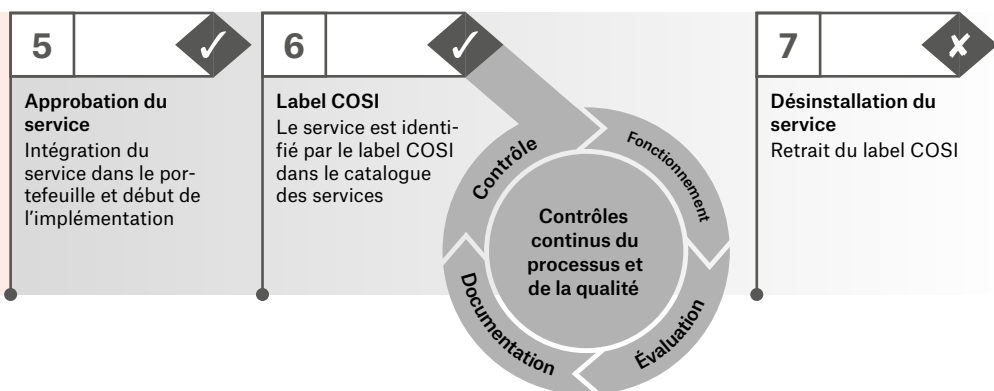 5
Approbation du
service
Intégration du
service dans le por-
tefeuille et début de
l'implémentation
6
Label COSI
Le service est identi-
fié par le label COSI
dans le catalogue
des services
Contrôle
Fonctionnement
Évaluation
Documentation
Contrôles
continus du
processus et
de la qualité
7
Désinstallation du
service
Retrait du label COSI